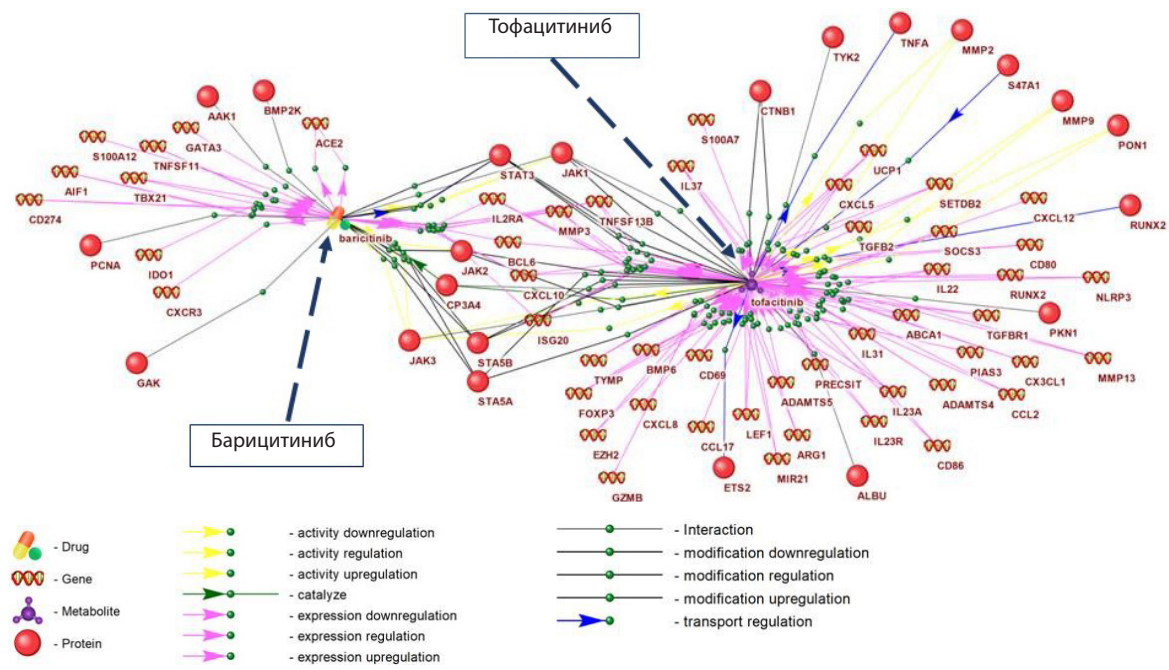 Тофацитиниб
TNFA
MMP2
TYK2
S47A1
BMP2K
AAK1
CTNB1
MMP9
ACE2
GATA3
S100A7
PON1
S100A12
TNFSF11
STAT3
JAK1
UCP1
AIF1
TBX21
IL37
CXCL5
SETDB2
CD274
IL2RA
TNFSF13B
CXCL12
RUNX2
baricitinib
MMP3
TGFB2
SOCS3
PCNA
BCL6
CD80
IDO1
JAK2
CXCL10
IL22
RUNX2
NLRP3
CP3A4
tofacitinib
CXCR3
ISG20
ABCA1
TGFBR1
PKN1
JAK3
STA5B
IL31
GAK
TYMP
BMP6
CD69
PRECSIT
PIAS3
CX3CL1
MMP13
STA5A
ADAMTS5
ADAMTS4
CCL2
FOXP3
IL23A
CXCL8
LEF1
Барицитиниб
CCL17
ARG1
IL23R
EZH2
MIR21
CD86
GZMB
ETS2
ALBU
- Drug
- Gene
- Metabolite
- Protein
- activity downregulation
- activity regulation
- activity upregulation
- catalyze
- expression downregulation
- expression regulation
- expression upregulation
- Interaction
- modification downregulation
- modification regulation
- modification upregulation
- transport regulation